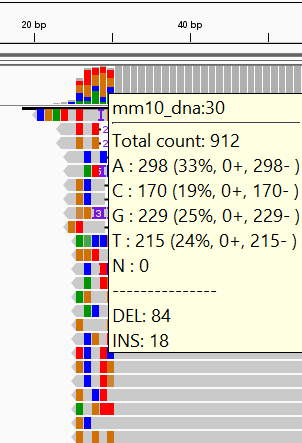 20 bp
40 bp
mm10_dna:30
Total count: 912
A : 298 (33%, 0+, 298- )
C : 170 (19%, 0+, 170- )
G : 229 (25%, 0+, 229- )
T : 215 (24%, 0+, 215- )
N : 0
---------------
DEL: 84
INS: 18